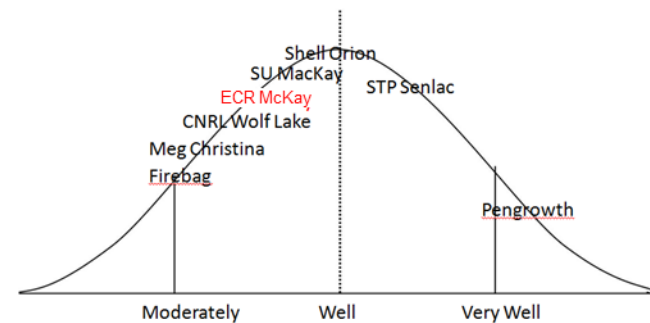 Shell Orion
SU MacKay
STP Senlac
ECR McKay
CNRL Wolf Lake
Meg Christina
Firebag
Pengrowth
Moderately Well Very Well